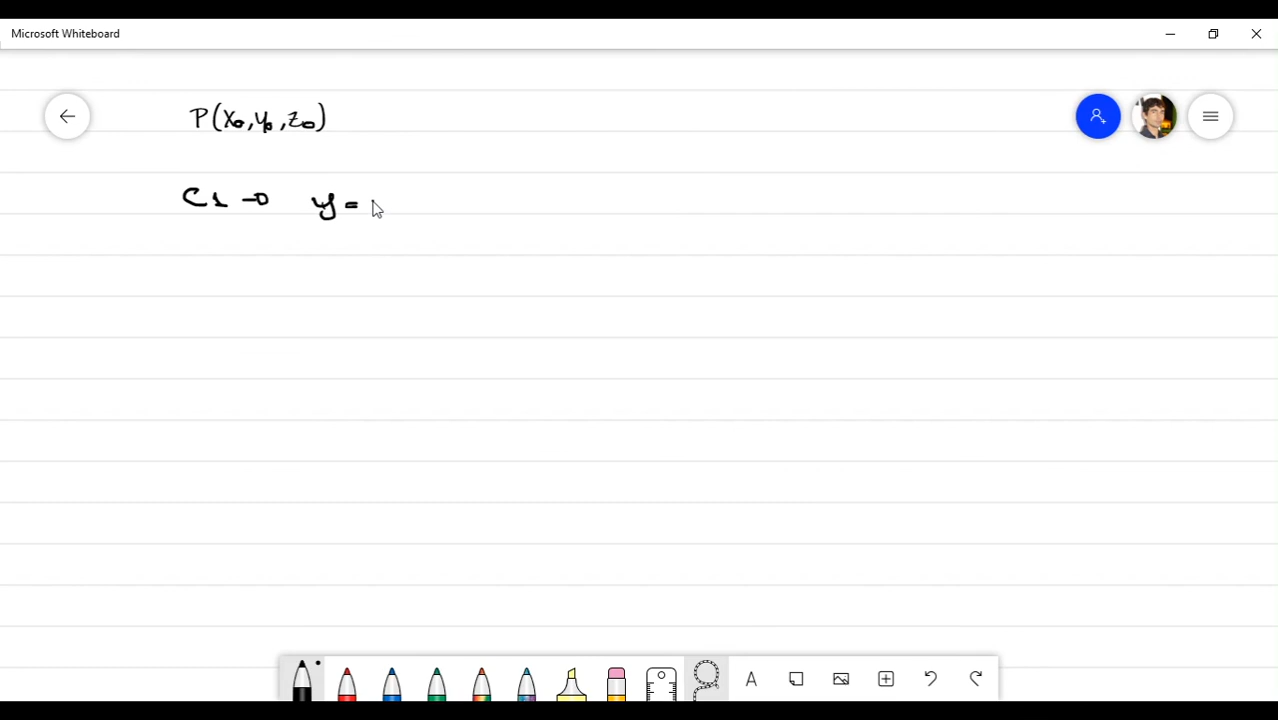 Microsoft Whiteboard
P(x₀,y₀,z₀)
C1 → y =
A